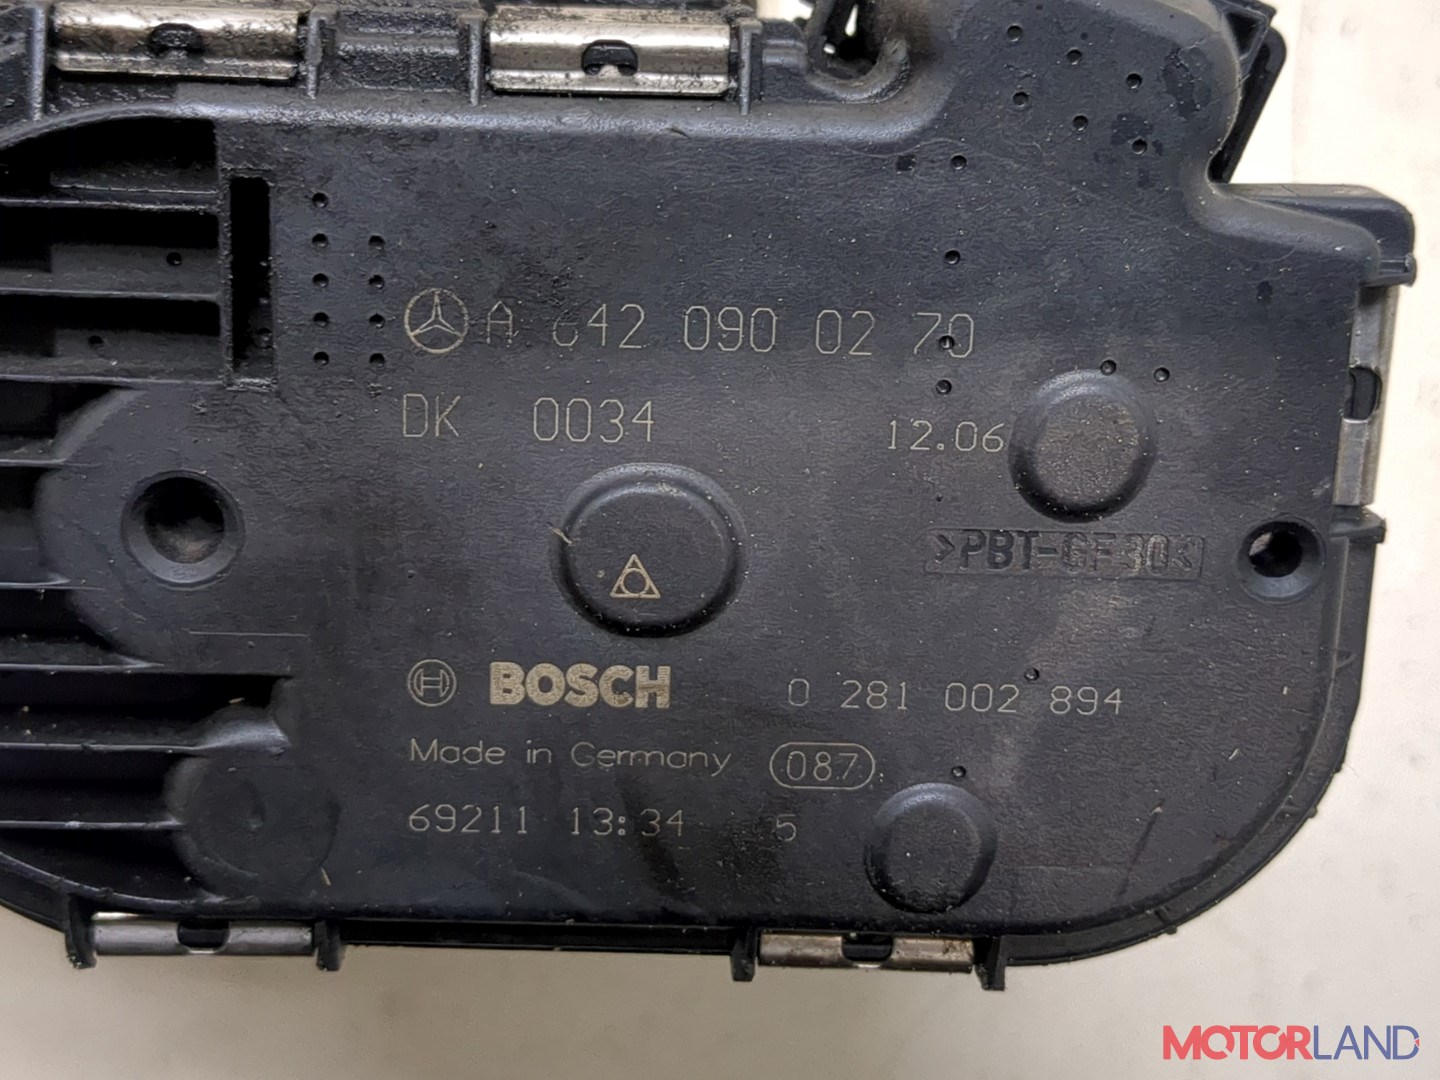 A 642 090 02 70
DK 0034 12.06
>PBT-GF30<
BOSCH 0 281 002 894
Made in Germany 087
69211 13:34 5
MOTORLAND